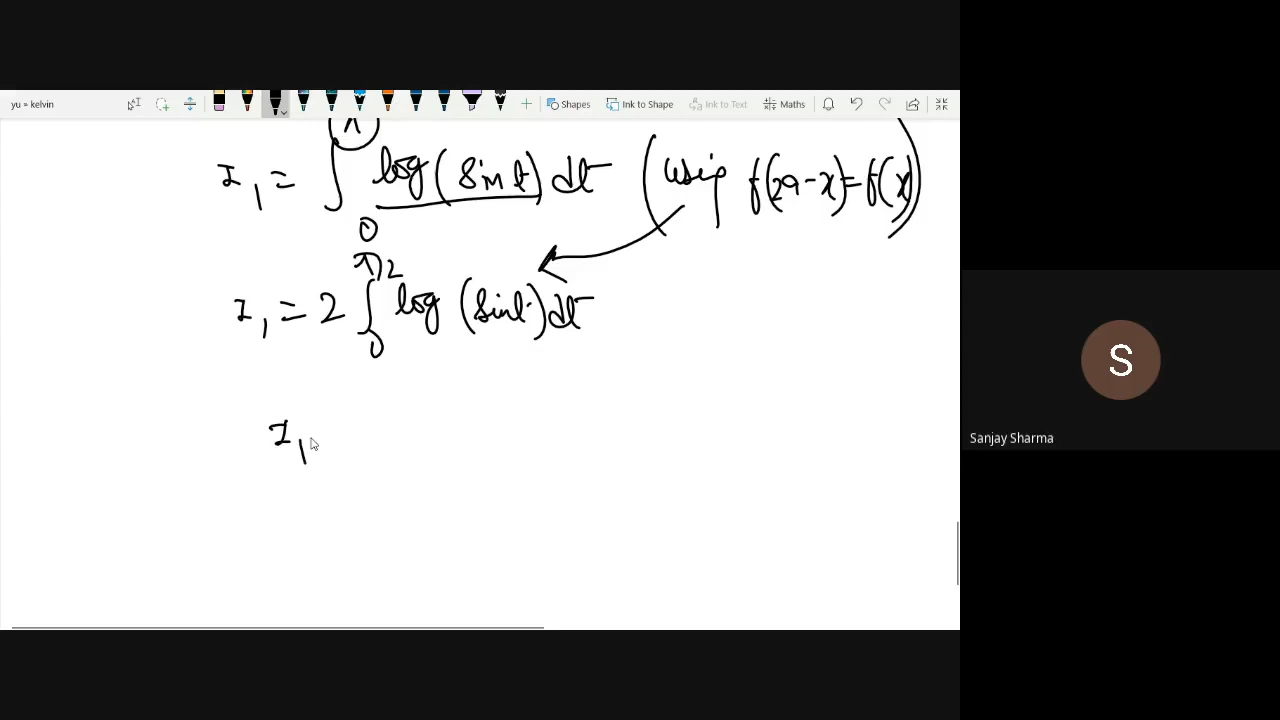 yu = kelvin Shapes Ink to Shape Ink to Text Maths
π
I₁ = ∫₀ log(sin t) dt (using f(2a-x)=f(x))
I₁ = 2 ∫₀^π/2 log (sin t) dt
I₁
S
Sanjay Sharma